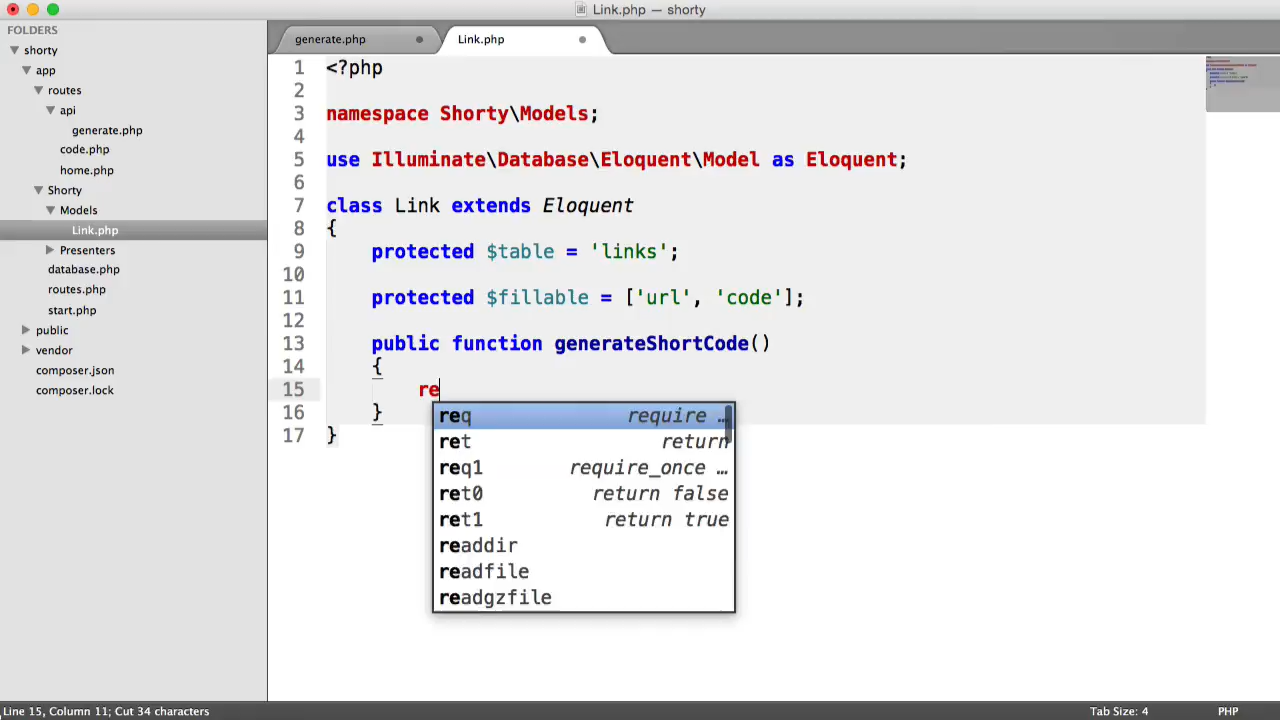 Link.php — shorty
FOLDERS
shorty
app
routes
api
generate.php
code.php
home.php
Shorty
Models
Link.php
Presenters
database.php
routes.php
start.php
public
vendor
composer.json
composer.lock
generate.php
Link.php
1 <?php
2
3 namespace Shorty\Models;
4
5 use Illuminate\Database\Eloquent\Model as Eloquent;
6
7 class Link extends Eloquent
8 {
9 protected $table = 'links';
10
11 protected $fillable = ['url', 'code'];
12
13 public function generateShortCode()
14 {
15 re
16 }
17 }
req require …
ret return
req1 require_once …
ret0 return false
ret1 return true
readdir
readfile
readgzfile
Line 15, Column 11; Cut 34 characters
Tab Size: 4
PHP